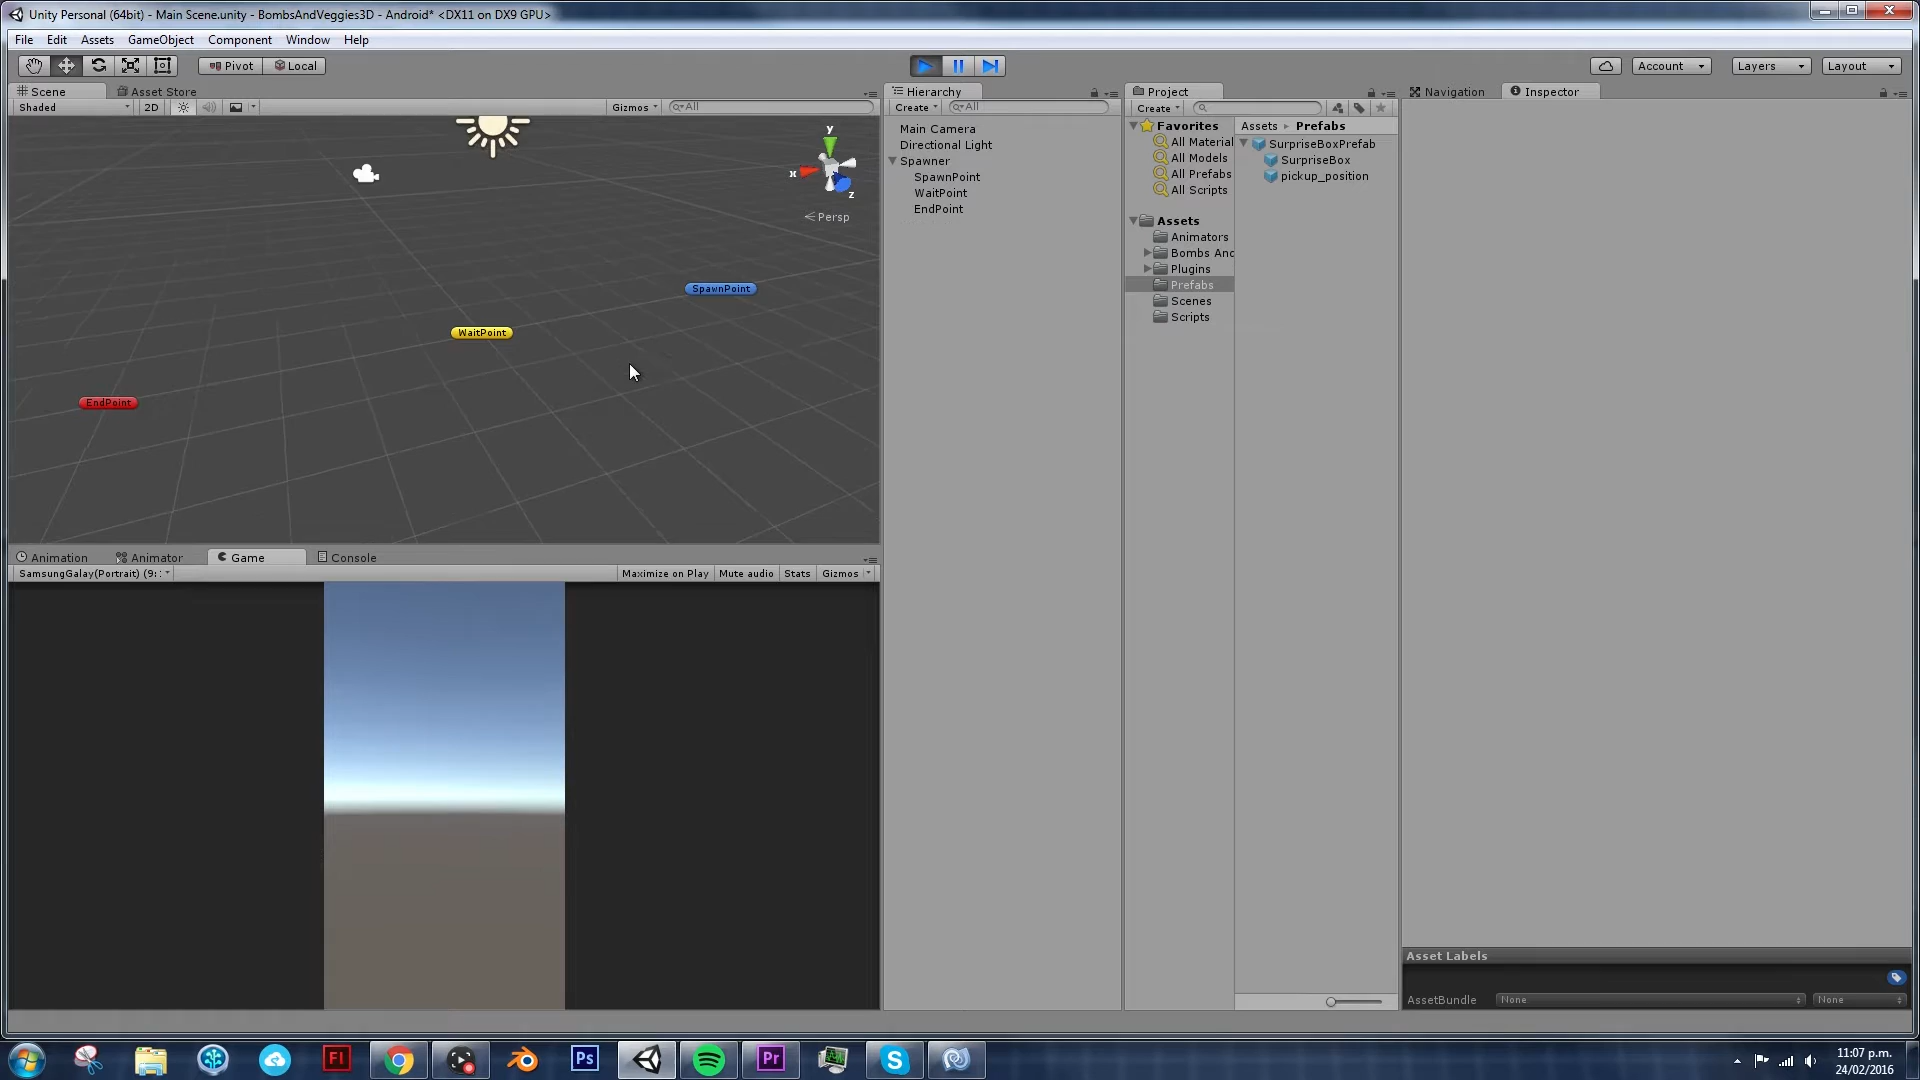 Unity Personal (64bit) - Main Scene.unity - BombsAndVeggies3D - Android* <DX11 on DX9 GPU>
File Edit Assets GameObject Component Window Help
Pivot Local Account Layers Layout
Scene Asset Store
Shaded 2D Gizmos All
y
x
z
Persp
SpawnPoint
WaitPoint
EndPoint
Animation Animator Game Console
SamsungGalay(Portrait) (9: Maximize on Play Mute audio Stats Gizmos
Hierarchy
Create All
Main Camera
Directional Light
Spawner
SpawnPoint
WaitPoint
EndPoint
Project
Create
Favorites
All Material
All Models
All Prefabs
All Scripts
Assets
Animators
Bombs And
Plugins
Prefabs
Scenes
Scripts
Assets Prefabs
SurpriseBoxPrefab
SurpriseBox
pickup_position
Navigation Inspector
Asset Labels
AssetBundle None None
Fl Ps Pr
11:07 p.m.
24/02/2016